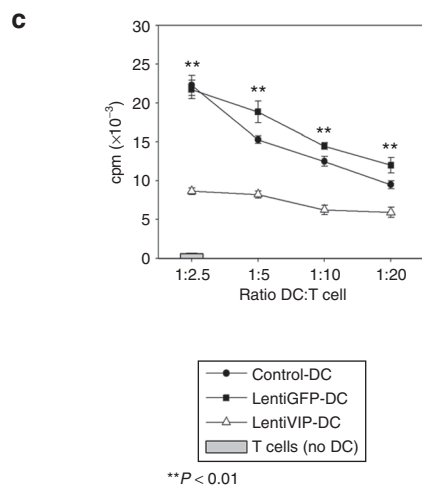 c
30
25
20
15
10
5
0
cpm (×10⁻³)
**
**
**
**
1:2.5 1:5 1:10 1:20
Ratio DC:T cell
Control-DC
LentiGFP-DC
LentiVIP-DC
T cells (no DC)
**P < 0.01